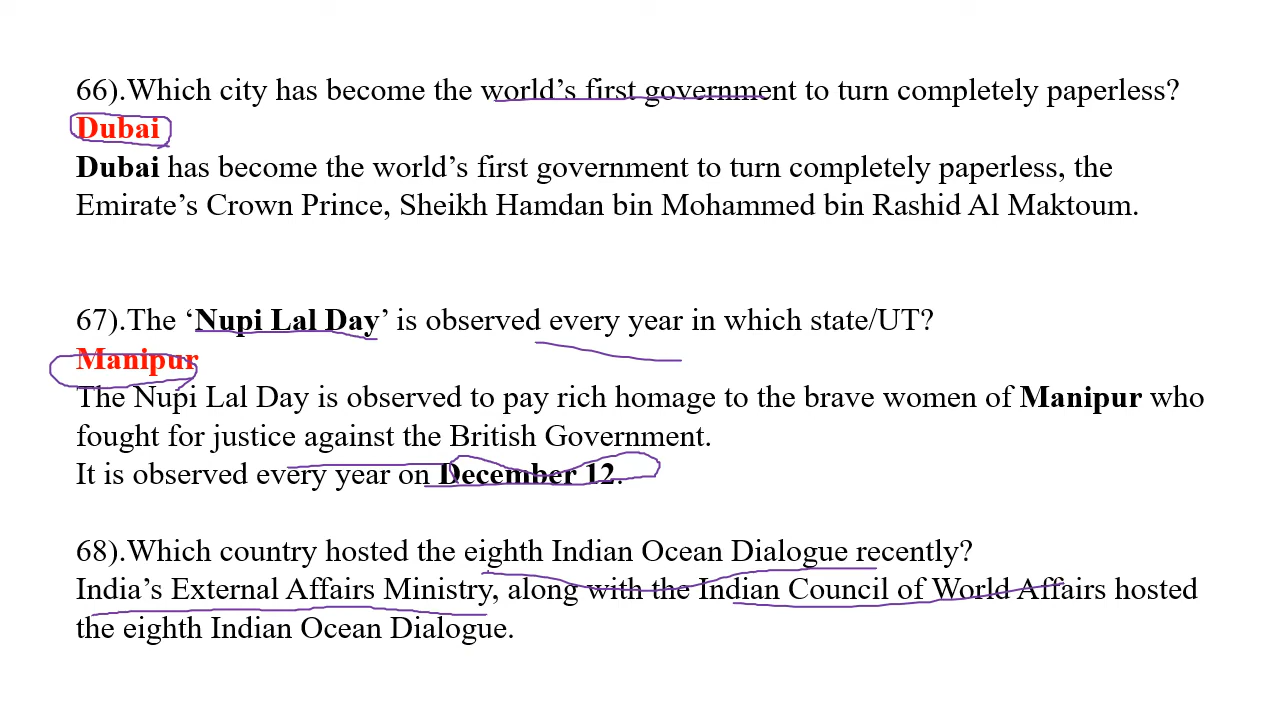 66).Which city has become the world’s first government to turn completely paperless?
Dubai
Dubai has become the world’s first government to turn completely paperless, the
Emirate’s Crown Prince, Sheikh Hamdan bin Mohammed bin Rashid Al Maktoum.
67).The ‘Nupi Lal Day’ is observed every year in which state/UT?
Manipur
The Nupi Lal Day is observed to pay rich homage to the brave women of Manipur who
fought for justice against the British Government.
It is observed every year on December 12.
68).Which country hosted the eighth Indian Ocean Dialogue recently?
India’s External Affairs Ministry, along with the Indian Council of World Affairs hosted
the eighth Indian Ocean Dialogue.